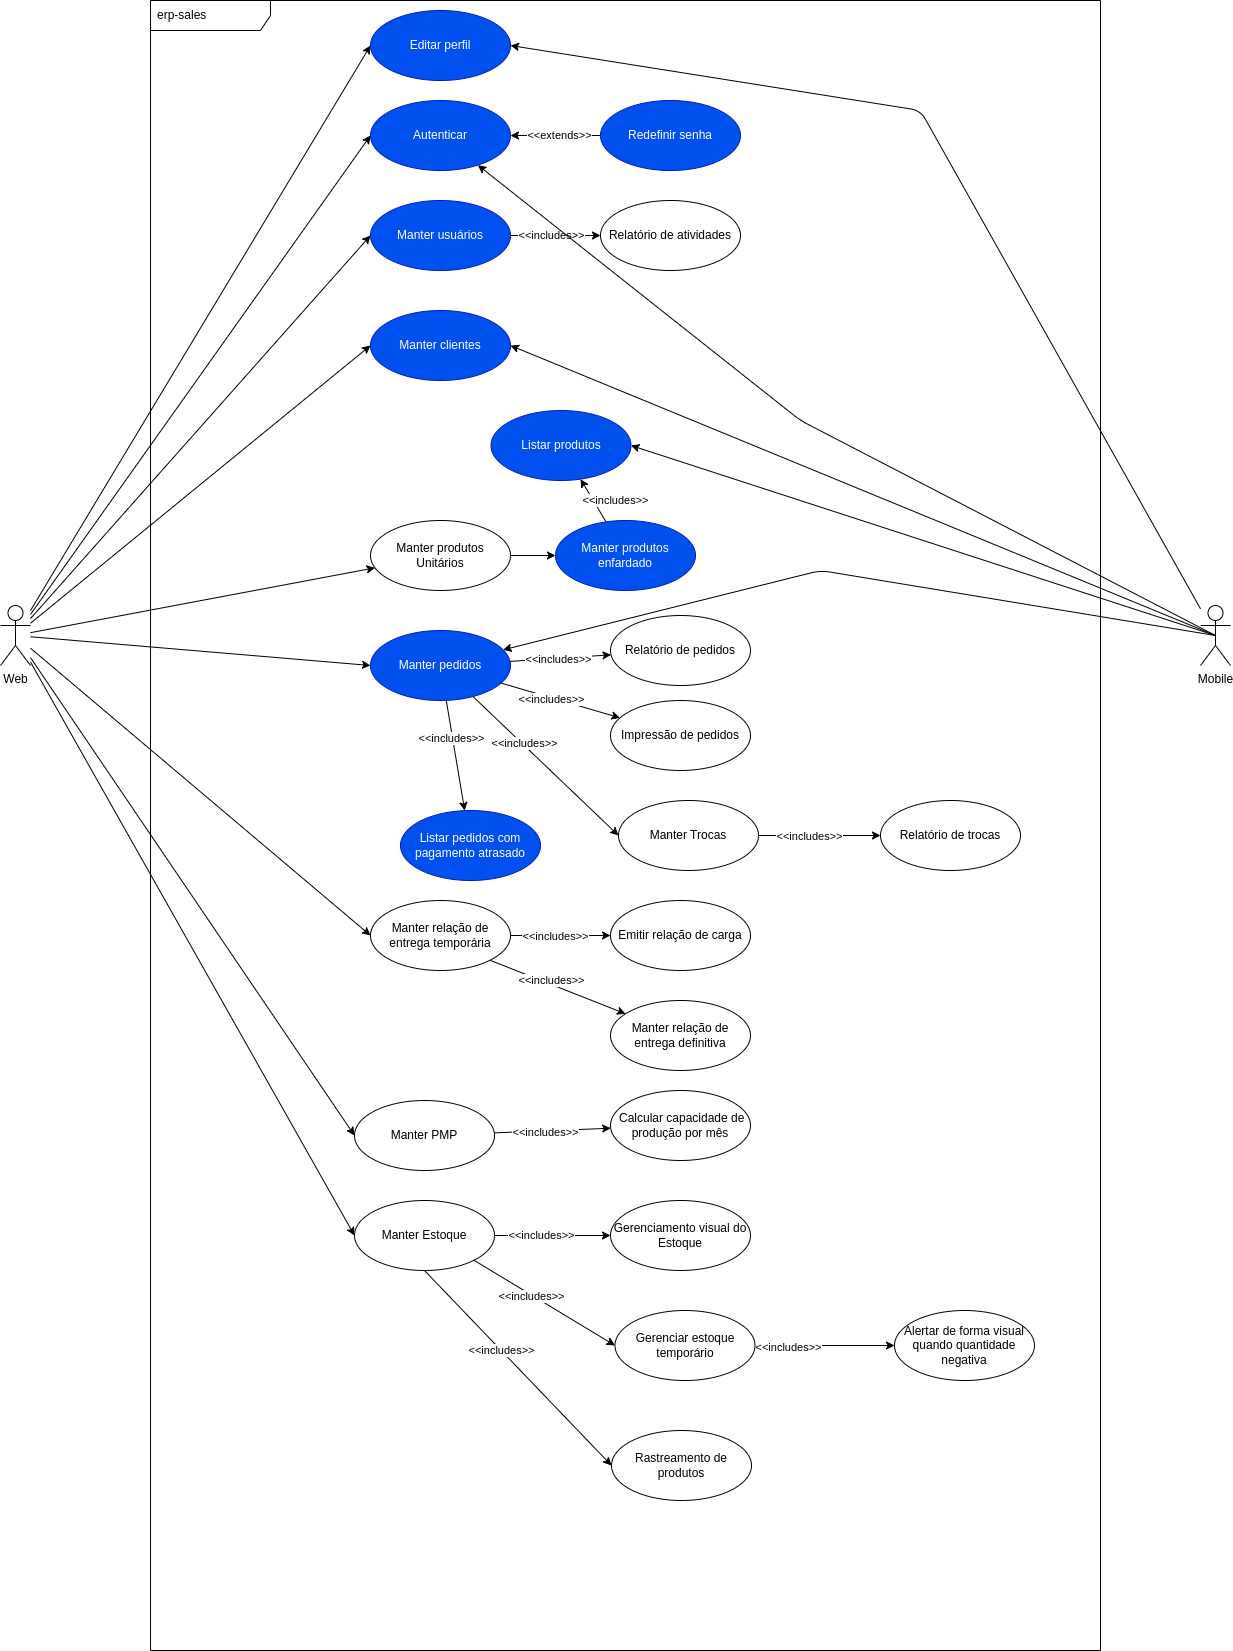 erp-sales
Editar perfil
Autenticar
<<extends>>
Redefinir senha
Manter usuários
<<includes>>
Relatório de atividades
Manter clientes
Listar produtos
<<includes>>
Manter produtos
Unitários
Manter produtos
enfardado
Web
Mobile
Manter pedidos
<<includes>>
Relatório de pedidos
<<includes>>
Impressão de pedidos
<<includes>>
<<includes>>
Listar pedidos com
pagamento atrasado
Manter Trocas
<<includes>>
Relatório de trocas
Manter relação de
entrega temporária
<<includes>>
Emitir relação de carga
<<includes>>
Manter relação de
entrega definitiva
Manter PMP
<<includes>>
Calcular capacidade de
produção por mês
Manter Estoque
<<includes>>
Gerenciamento visual do
Estoque
<<includes>>
Gerenciar estoque
temporário
<<includes>>
Alertar de forma visual
quando quantidade
negativa
<<includes>>
Rastreamento de
produtos